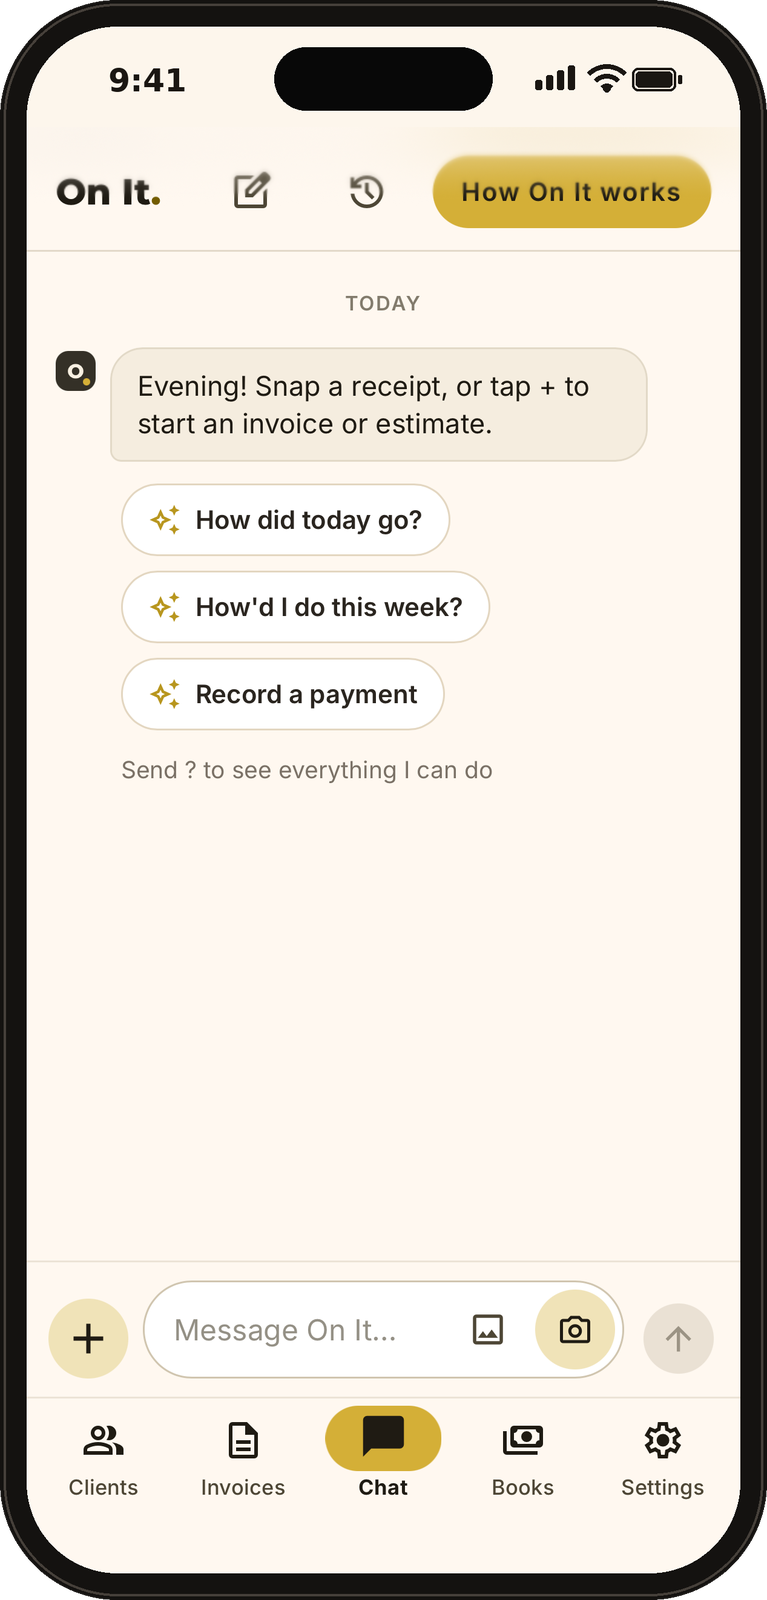 9:41
On It.
How On It works
TODAY
Evening! Snap a receipt, or tap + to
start an invoice or estimate.
How did today go?
How'd I do this week?
Record a payment
Send ? to see everything I can do
Message On It...
Clients
Invoices
Chat
Books
Settings